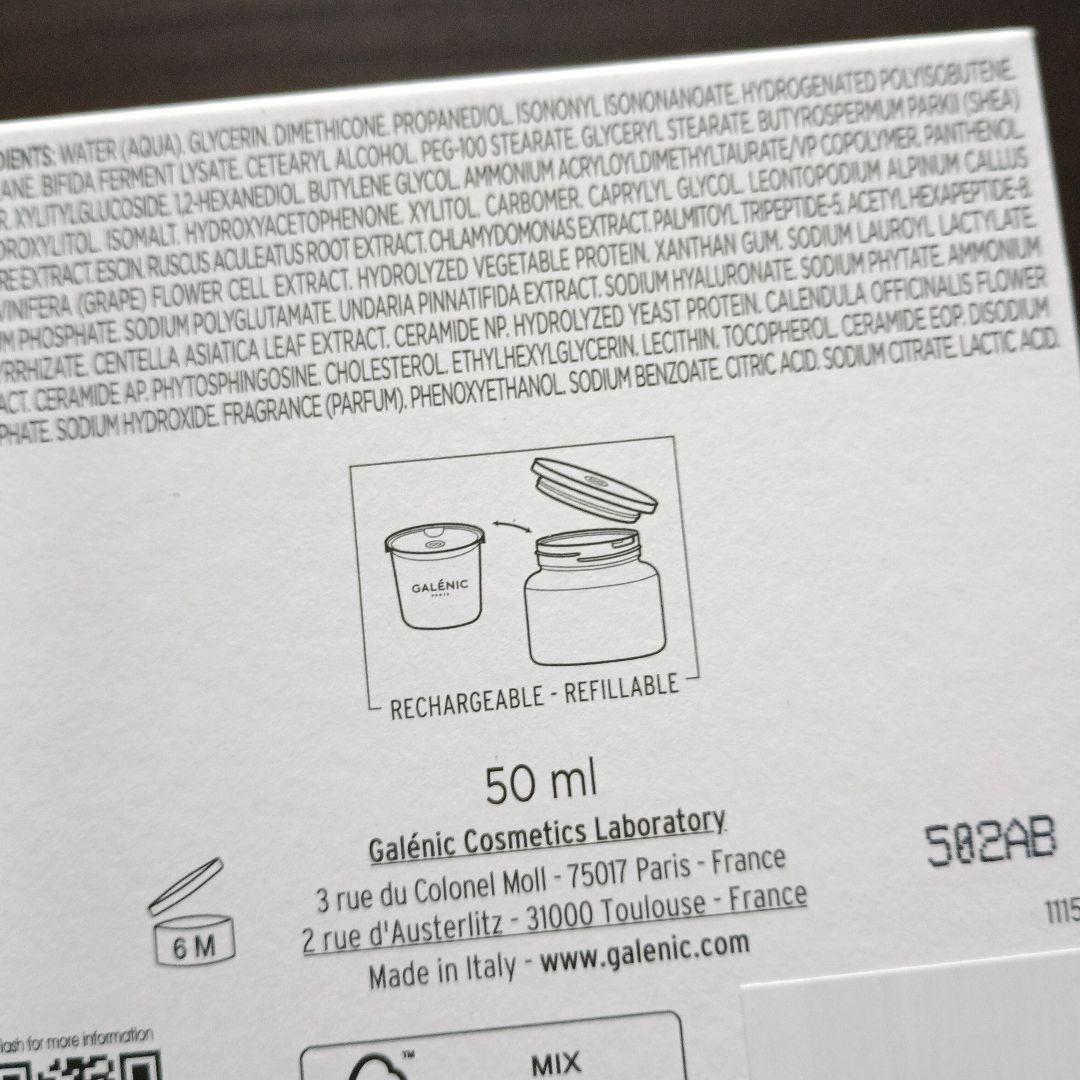 DIENTS: WATER (AQUA). GLYCERIN. DIMETHICONE. PROPANEDIOL. ISONONYL ISONONANOATE. HYDROGENATED POLYISOBUTENE.
ANE. BIFIDA FERMENT LYSATE. CETEARYL ALCOHOL. PEG-100 STEARATE. GLYCERYL STEARATE. BUTYROSPERMUM PARKII (SHEA)
R. XYLITYLGLUCOSIDE. 1,2-HEXANEDIOL. BUTYLENE GLYCOL. AMMONIUM ACRYLOYLDIMETHYLTAURATE/VP COPOLYMER. PANTHENOL.
DROXYLITOL. ISOMALT. HYDROXYACETOPHENONE. XYLITOL. CARBOMER. CAPRYLYL GLYCOL. LEONTOPODIUM ALPINUM CALLUS
RE EXTRACT. ESCIN. RUSCUS ACULEATUS ROOT EXTRACT. CHLAMYDOMONAS EXTRACT. PALMITOYL TRIPEPTIDE-5. ACETYL HEXAPEPTIDE-8.
VINIFERA (GRAPE) FLOWER CELL EXTRACT. HYDROLYZED VEGETABLE PROTEIN. XANTHAN GUM. SODIUM LAUROYL LACTYLATE.
M PHOSPHATE. SODIUM POLYGLUTAMATE. UNDARIA PINNATIFIDA EXTRACT. SODIUM HYALURONATE. SODIUM PHYTATE. AMMONIUM
YRRHIZATE. CENTELLA ASIATICA LEAF EXTRACT. CERAMIDE NP. HYDROLYZED YEAST PROTEIN. CALENDULA OFFICINALIS FLOWER
ACT. CERAMIDE AP. PHYTOSPHINGOSINE. CHOLESTEROL. ETHYLHEXYLGLYCERIN. LECITHIN. TOCOPHEROL. CERAMIDE EOP. DISODIUM
PHATE. SODIUM HYDROXIDE. FRAGRANCE (PARFUM). PHENOXYETHANOL. SODIUM BENZOATE. CITRIC ACID. SODIUM CITRATE. LACTIC ACID.
GALÉNIC
PARIS
RECHARGEABLE - REFILLABLE
50 ml
Galénic Cosmetics Laboratory
3 rue du Colonel Moll - 75017 Paris - France
2 rue d'Austerlitz - 31000 Toulouse - France
Made in Italy - www.galenic.com
502AB
1115
6 M
lash for more information
TM
MIX